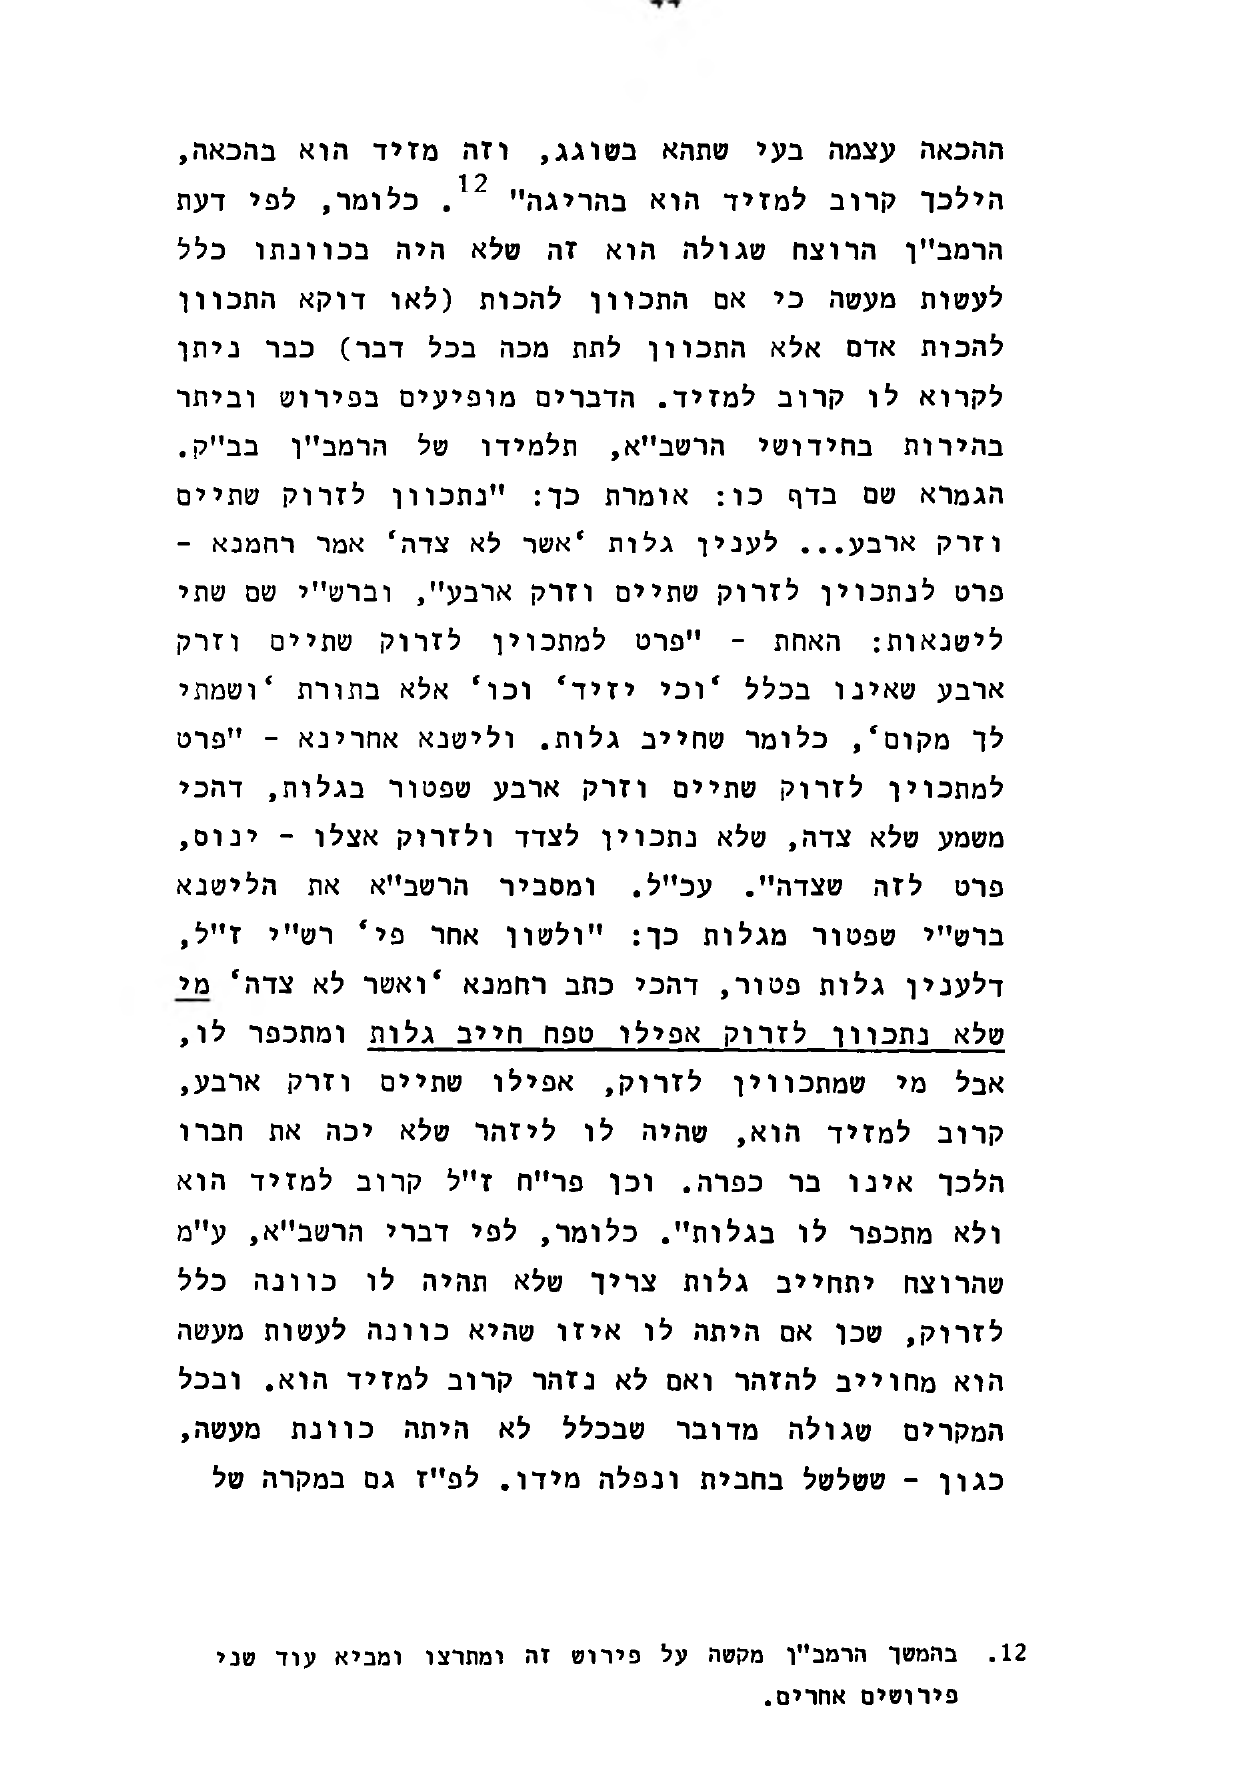 ההכאה עצמה בעי שתהא בשוגג, וזה מזיד הוא בהכאה,
הילכך קרוב למזיד הוא בהריגה" 12. כלומר, לפי דעת
הרמב"ן הרוצח שגולה הוא זה שלא היה בכוונתו כלל
לעשות מעשה כי אם התכוון להכות (לאו דוקא התכוון
להכות אדם אלא התכוון לתת מכה בכל דבר) כבר ניתן
לקרוא לו קרוב למזיד. הדברים מופיעים בפירוש וביתר
בהירות בחידושי הרשב"א, תלמידו של הרמב"ן בב"ק.
הגמרא שם בדף כו: אומרת כך: "נתכוון לזרוק שתיים
וזרק ארבע... לענין גלות 'אשר לא צדה' אמר רחמנא -
פרט לנתכוין לזרוק שתיים וזרק ארבע", וברש"י שם שתי
לישנאות: האחת - "פרט למתכוין לזרוק שתיים וזרק
ארבע שאינו בכלל 'וכי יזיד' וכו' אלא בתורת 'ושמתי
לך מקום', כלומר שחייב גלות. ולישנא אחרינא - "פרט
למתכוין לזרוק שתיים וזרק ארבע שפטור בגלות, דהכי
משמע שלא צדה, שלא נתכוין לצדד ולזרוק אצלו - ינוס,
פרט לזה שצדה". עכ"ל. ומסביר הרשב"א את הלישנא
ברש"י שפטור מגלות כך: "ולשון אחר פי' רש"י ז"ל,
דלענין גלות פטור, דהכי כתב רחמנא 'ואשר לא צדה' מי
שלא נתכוון לזרוק אפילו טפח חייב גלות ומתכפר לו,
אבל מי שמתכווין לזרוק, אפילו שתיים וזרק ארבע,
קרוב למזיד הוא, שהיה לו ליזהר שלא יכה את חברו
הלכך אינו בר כפרה. וכן פר"ח ז"ל קרוב למזיד הוא
ולא מתכפר לו בגלות". כלומר, לפי דברי הרשב"א, ע"מ
שהרוצח יתחייב גלות צריך שלא תהיה לו כוונה כלל
לזרוק, שכן אם היתה לו איזו שהיא כוונה לעשות מעשה
הוא מחוייב להזהר ואם לא נזהר קרוב למזיד הוא. ובכל
המקרים שגולה מדובר שבכלל לא היתה כוונת מעשה,
כגון - ששלשל בחבית ונפלה מידו. לפ"ז גם במקרה של
12. בהמשך הרמב"ן מקשה על פירוש זה ומתרצו ומביא עוד שני
פירושים אחרים.